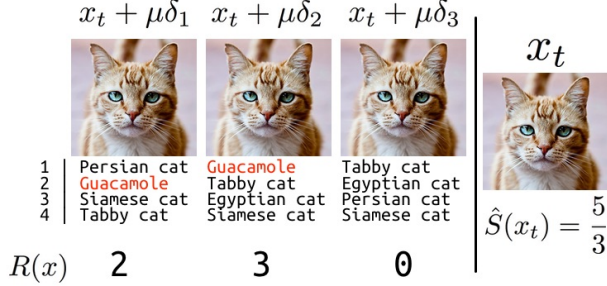 x_t + μδ_1 x_t + μδ_2 x_t + μδ_3
x_t
1 Persian cat Guacamole Tabby cat
2 Guacamole Tabby cat Egyptian cat
3 Siamese cat Egyptian cat Persian cat
4 Tabby cat Siamese cat Siamese cat
Ŝ(x_t) = 5/3
R(x) 2 3 0